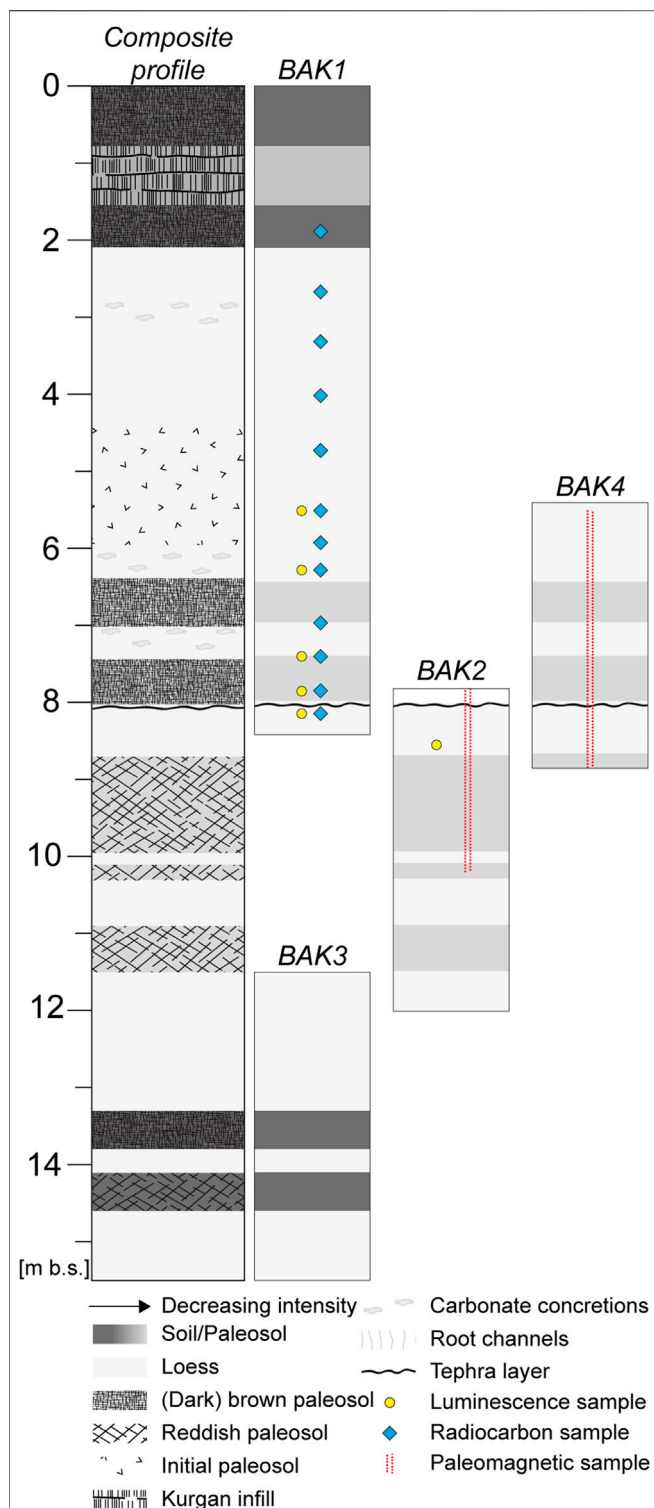 Composite
profile
BAK1
0
2
4
BAK4
6
BAK2
8
10
BAK3
12
14
[m b.s.]
Decreasing intensity
Soil/Paleosol
Loess
(Dark) brown paleosol
Reddish paleosol
Initial paleosol
Kurgan infill
Carbonate concretions
Root channels
Tephra layer
Luminescence sample
Radiocarbon sample
Paleomagnetic sample